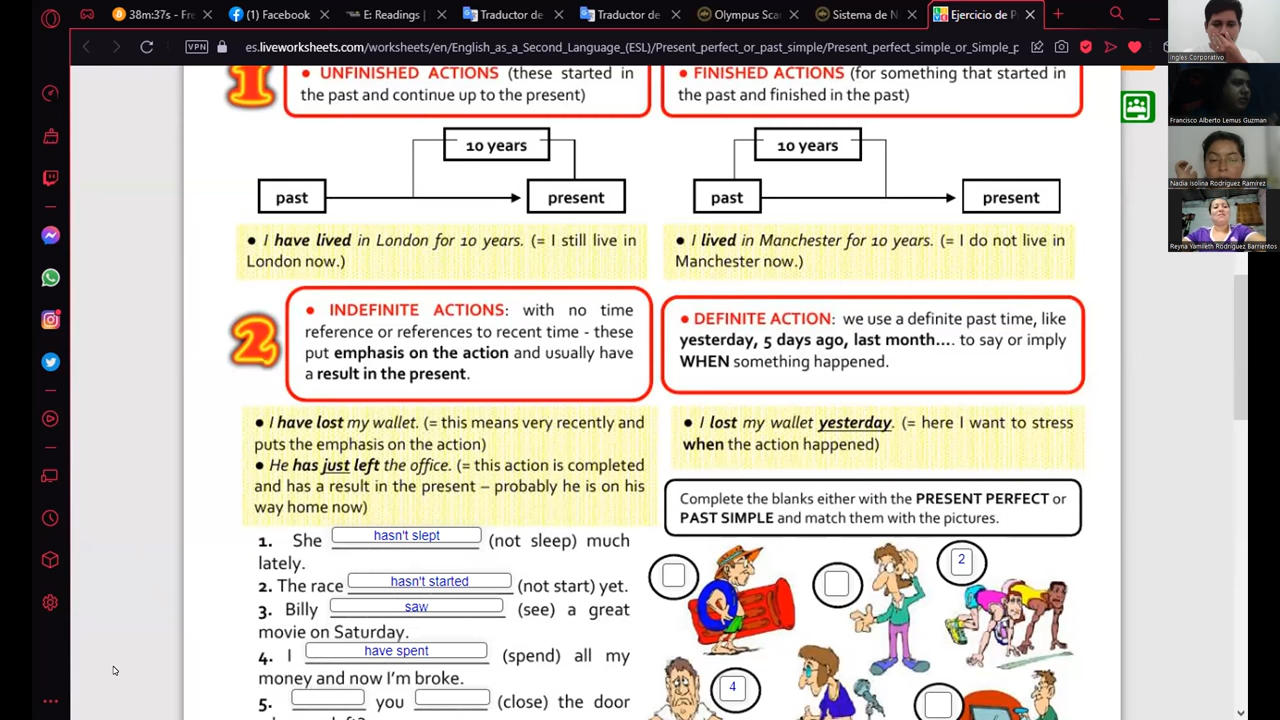 38m:37s - Fre
(1) Facebook
E: Readings |
Traductor de
Traductor de
Olympus Sca
Sistema de N
Ejercicio de P
VPN
es.liveworksheets.com/worksheets/en/English_as_a_Second_Language_(ESL)/Present_perfect_or_past_simple/Present_perfect_simple_or_Simple_p
Ingles Corporativo
Francisco Alberto Lemus Guzman
Nadia Isolina Rodríguez Ramírez
Reyna Yamileth Rodríguez Barrientos
1
• UNFINISHED ACTIONS (these started in
the past and continue up to the present)
• FINISHED ACTIONS (for something that started in
the past and finished in the past)
10 years
past
present
10 years
past
present
• I have lived in London for 10 years. (= I still live in
London now.)
• I lived in Manchester for 10 years. (= I do not live in
Manchester now.)
2
• INDEFINITE ACTIONS: with no time
reference or references to recent time - these
put emphasis on the action and usually have
a result in the present.
• DEFINITE ACTION: we use a definite past time, like
yesterday, 5 days ago, last month.... to say or imply
WHEN something happened.
• I have lost my wallet. (= this means very recently and
puts the emphasis on the action)
• He has just left the office. (= this action is completed
and has a result in the present – probably he is on his
way home now)
• I lost my wallet yesterday. (= here I want to stress
when the action happened)
Complete the blanks either with the PRESENT PERFECT or
PAST SIMPLE and match them with the pictures.
1. She hasn't slept (not sleep) much
lately.
2. The race hasn't started (not start) yet.
3. Billy saw (see) a great
movie on Saturday.
4. I have spent (spend) all my
money and now I'm broke.
5. you (close) the door
2
4